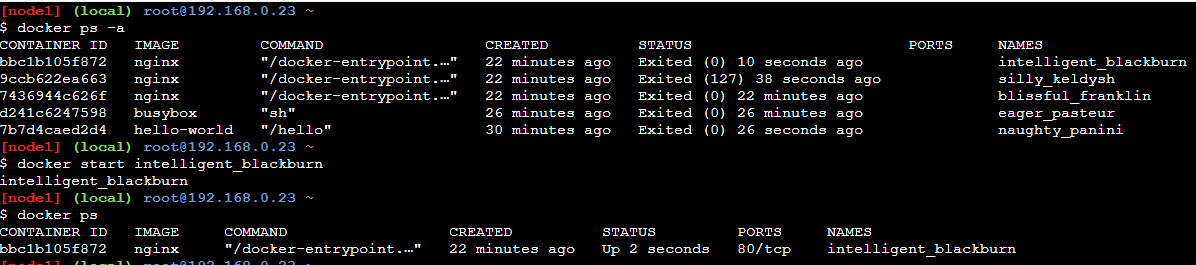 [node1] (local) root@192.168.0.23 ~
$ docker ps -a
CONTAINER ID   IMAGE         COMMAND                  CREATED          STATUS                        PORTS     NAMES
bbc1b105f872   nginx         "/docker-entrypoint.…"   22 minutes ago   Exited (0) 10 seconds ago               intelligent_blackburn
9ccb622ea663   nginx         "/docker-entrypoint.…"   22 minutes ago   Exited (127) 38 seconds ago             silly_keldysh
7436944c626f   nginx         "/docker-entrypoint.…"   22 minutes ago   Exited (0) 22 minutes ago               blissful_franklin
d241c6247598   busybox       "sh"                     26 minutes ago   Exited (0) 26 minutes ago               eager_pasteur
7b7d4caed2d4   hello-world   "/hello"                 30 minutes ago   Exited (0) 26 seconds ago               naughty_panini
[node1] (local) root@192.168.0.23 ~
$ docker start intelligent_blackburn
intelligent_blackburn
[node1] (local) root@192.168.0.23 ~
$ docker ps
CONTAINER ID   IMAGE     COMMAND                  CREATED          STATUS         PORTS     NAMES
bbc1b105f872   nginx     "/docker-entrypoint.…"   22 minutes ago   Up 2 seconds   80/tcp    intelligent_blackburn
[node1] (local) root@192.168.0.23 ~